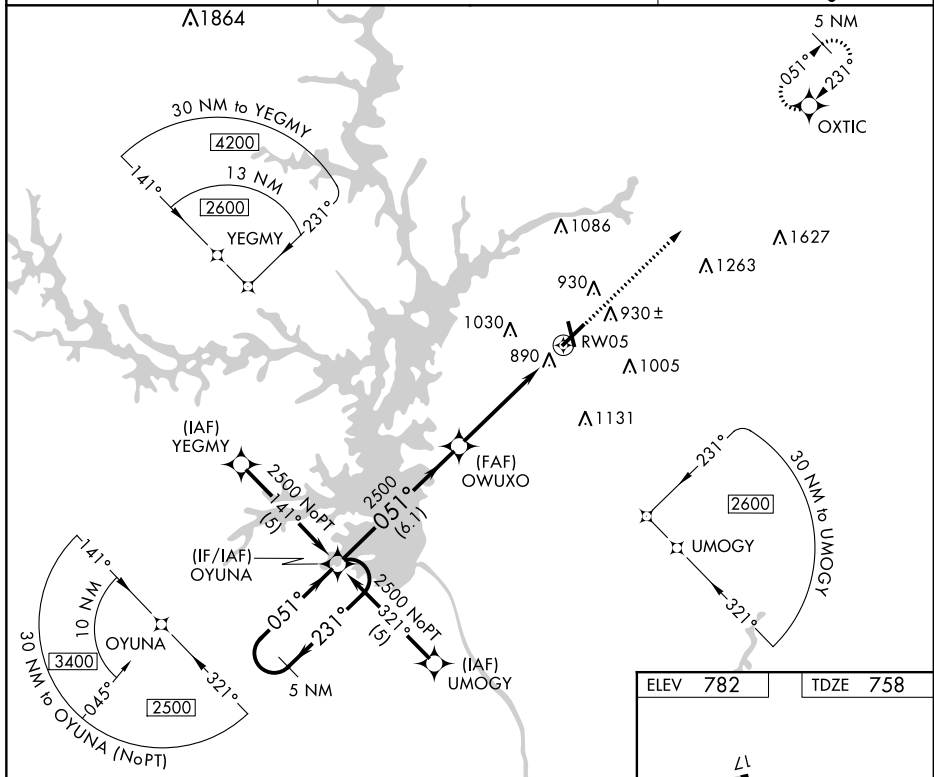 1864
5 NM
051°
231°
OXTIC
30 NM to YEGMY
4200
141°
13 NM
2600
231°
YEGMY
1086
1627
1263
930
930 ±
1030
RW05
890
1005
1131
(IAF)
YEGMY
2500 NoPT
141°
(5)
2500
051°
(6.1)
(FAF)
OWUXO
231°
30 NM to UMOGY
2600
UMOGY
321°
(IF/IAF)
OYUNA
2500 NoPT
321°
(5)
051°
231°
5 NM
(IAF)
UMOGY
141°
10 NM
OYUNA
3400
045°
2500
321°
30 NM to OYUNA (NoPT)
ELEV 782
TDZE 758
17